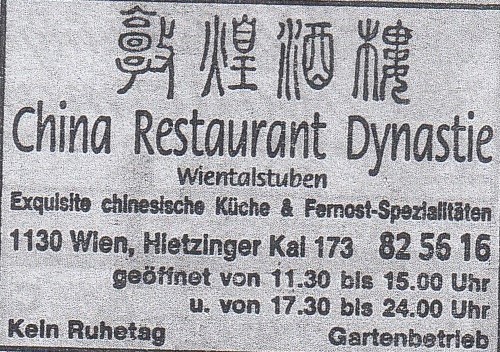 敦煌酒樓
China Restaurant Dynastie
Wientalstuben
Exquisite chinesische Küche & Fernost-Spezialitäten
1130 Wien, Hietzinger Kai 173 82 56 16
geöffnet von 11.30 bis 15.00 Uhr
u. von 17.30 bis 24.00 Uhr
Kein Ruhetag Gartenbetrieb